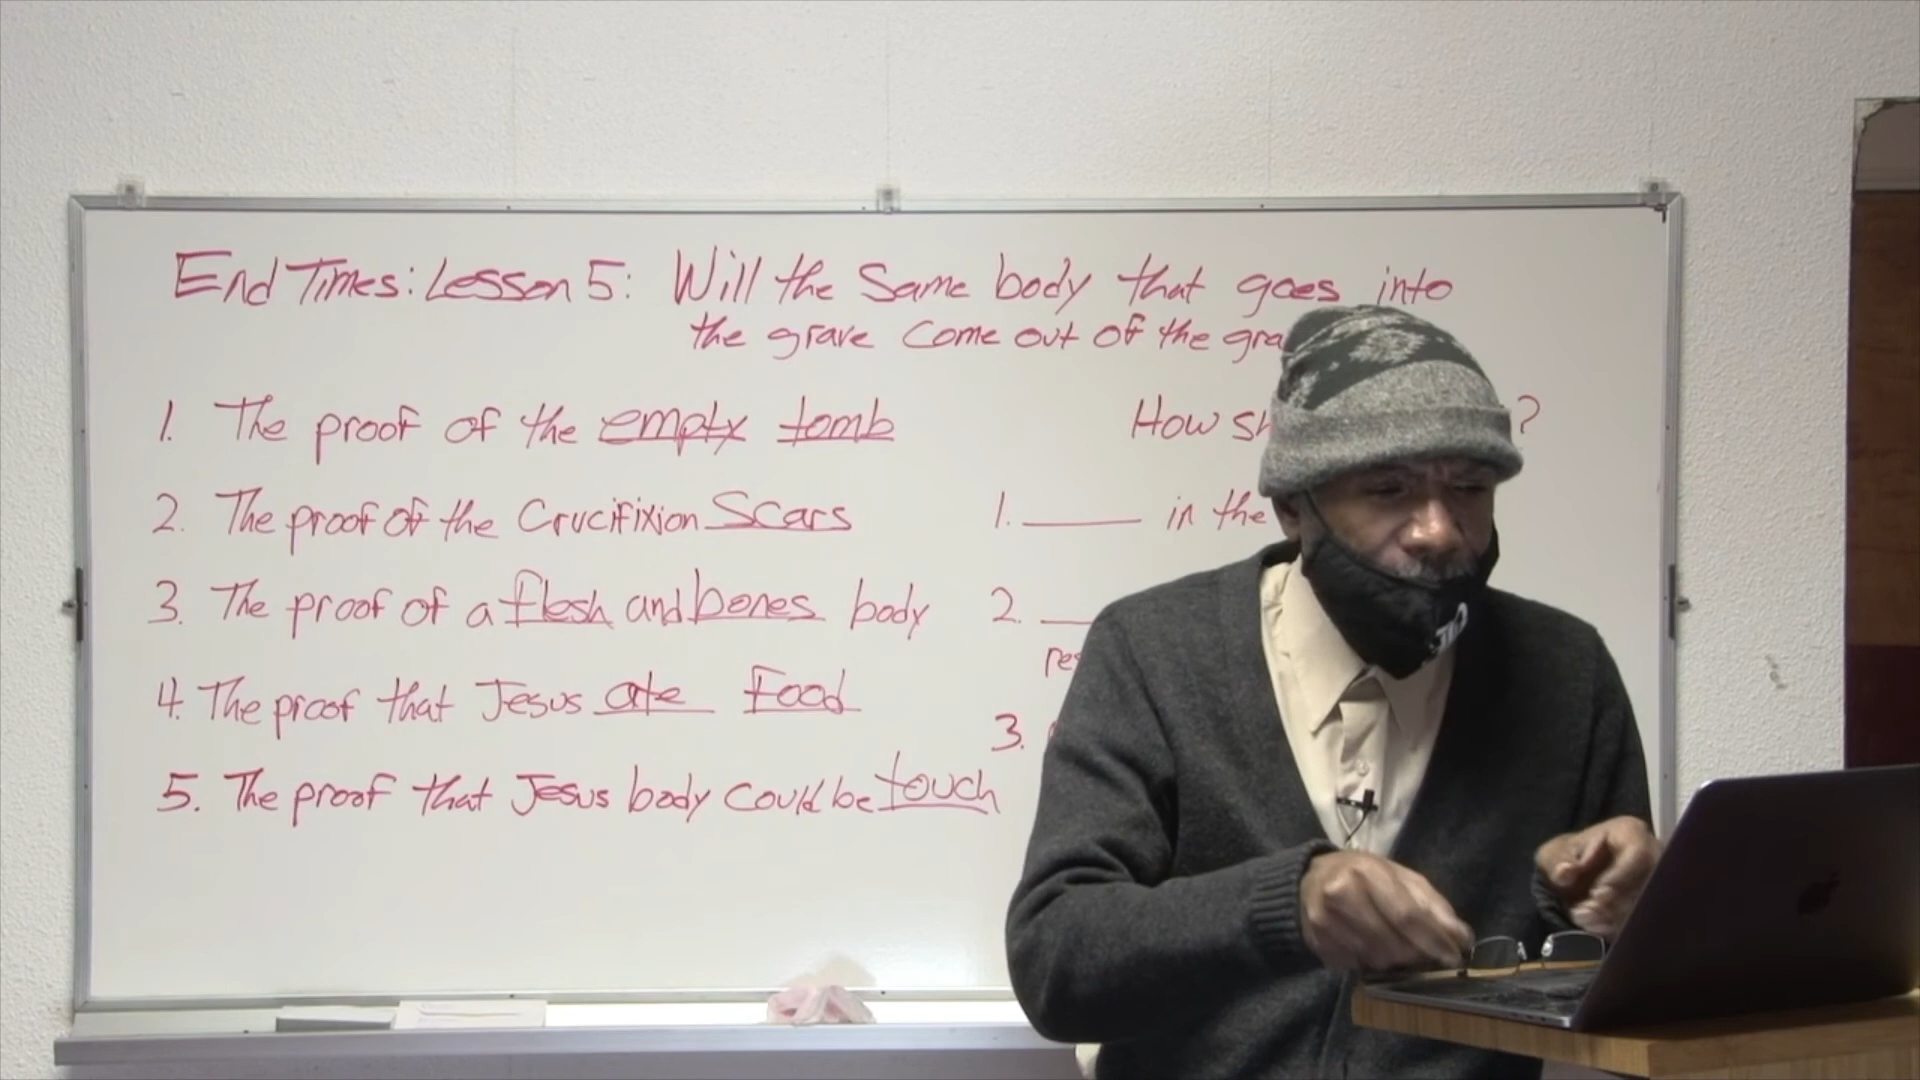 End Times: Lesson 5: Will the Same body that goes into
the grave come out of the
1. The proof of the empty tomb
2. The proof of the Crucifixion Scars
3. The proof of a flesh and bones body
4. The proof that Jesus ate Food
5. The proof that Jesus body could be touch
How ?
1. ____ in the
2. __
3.